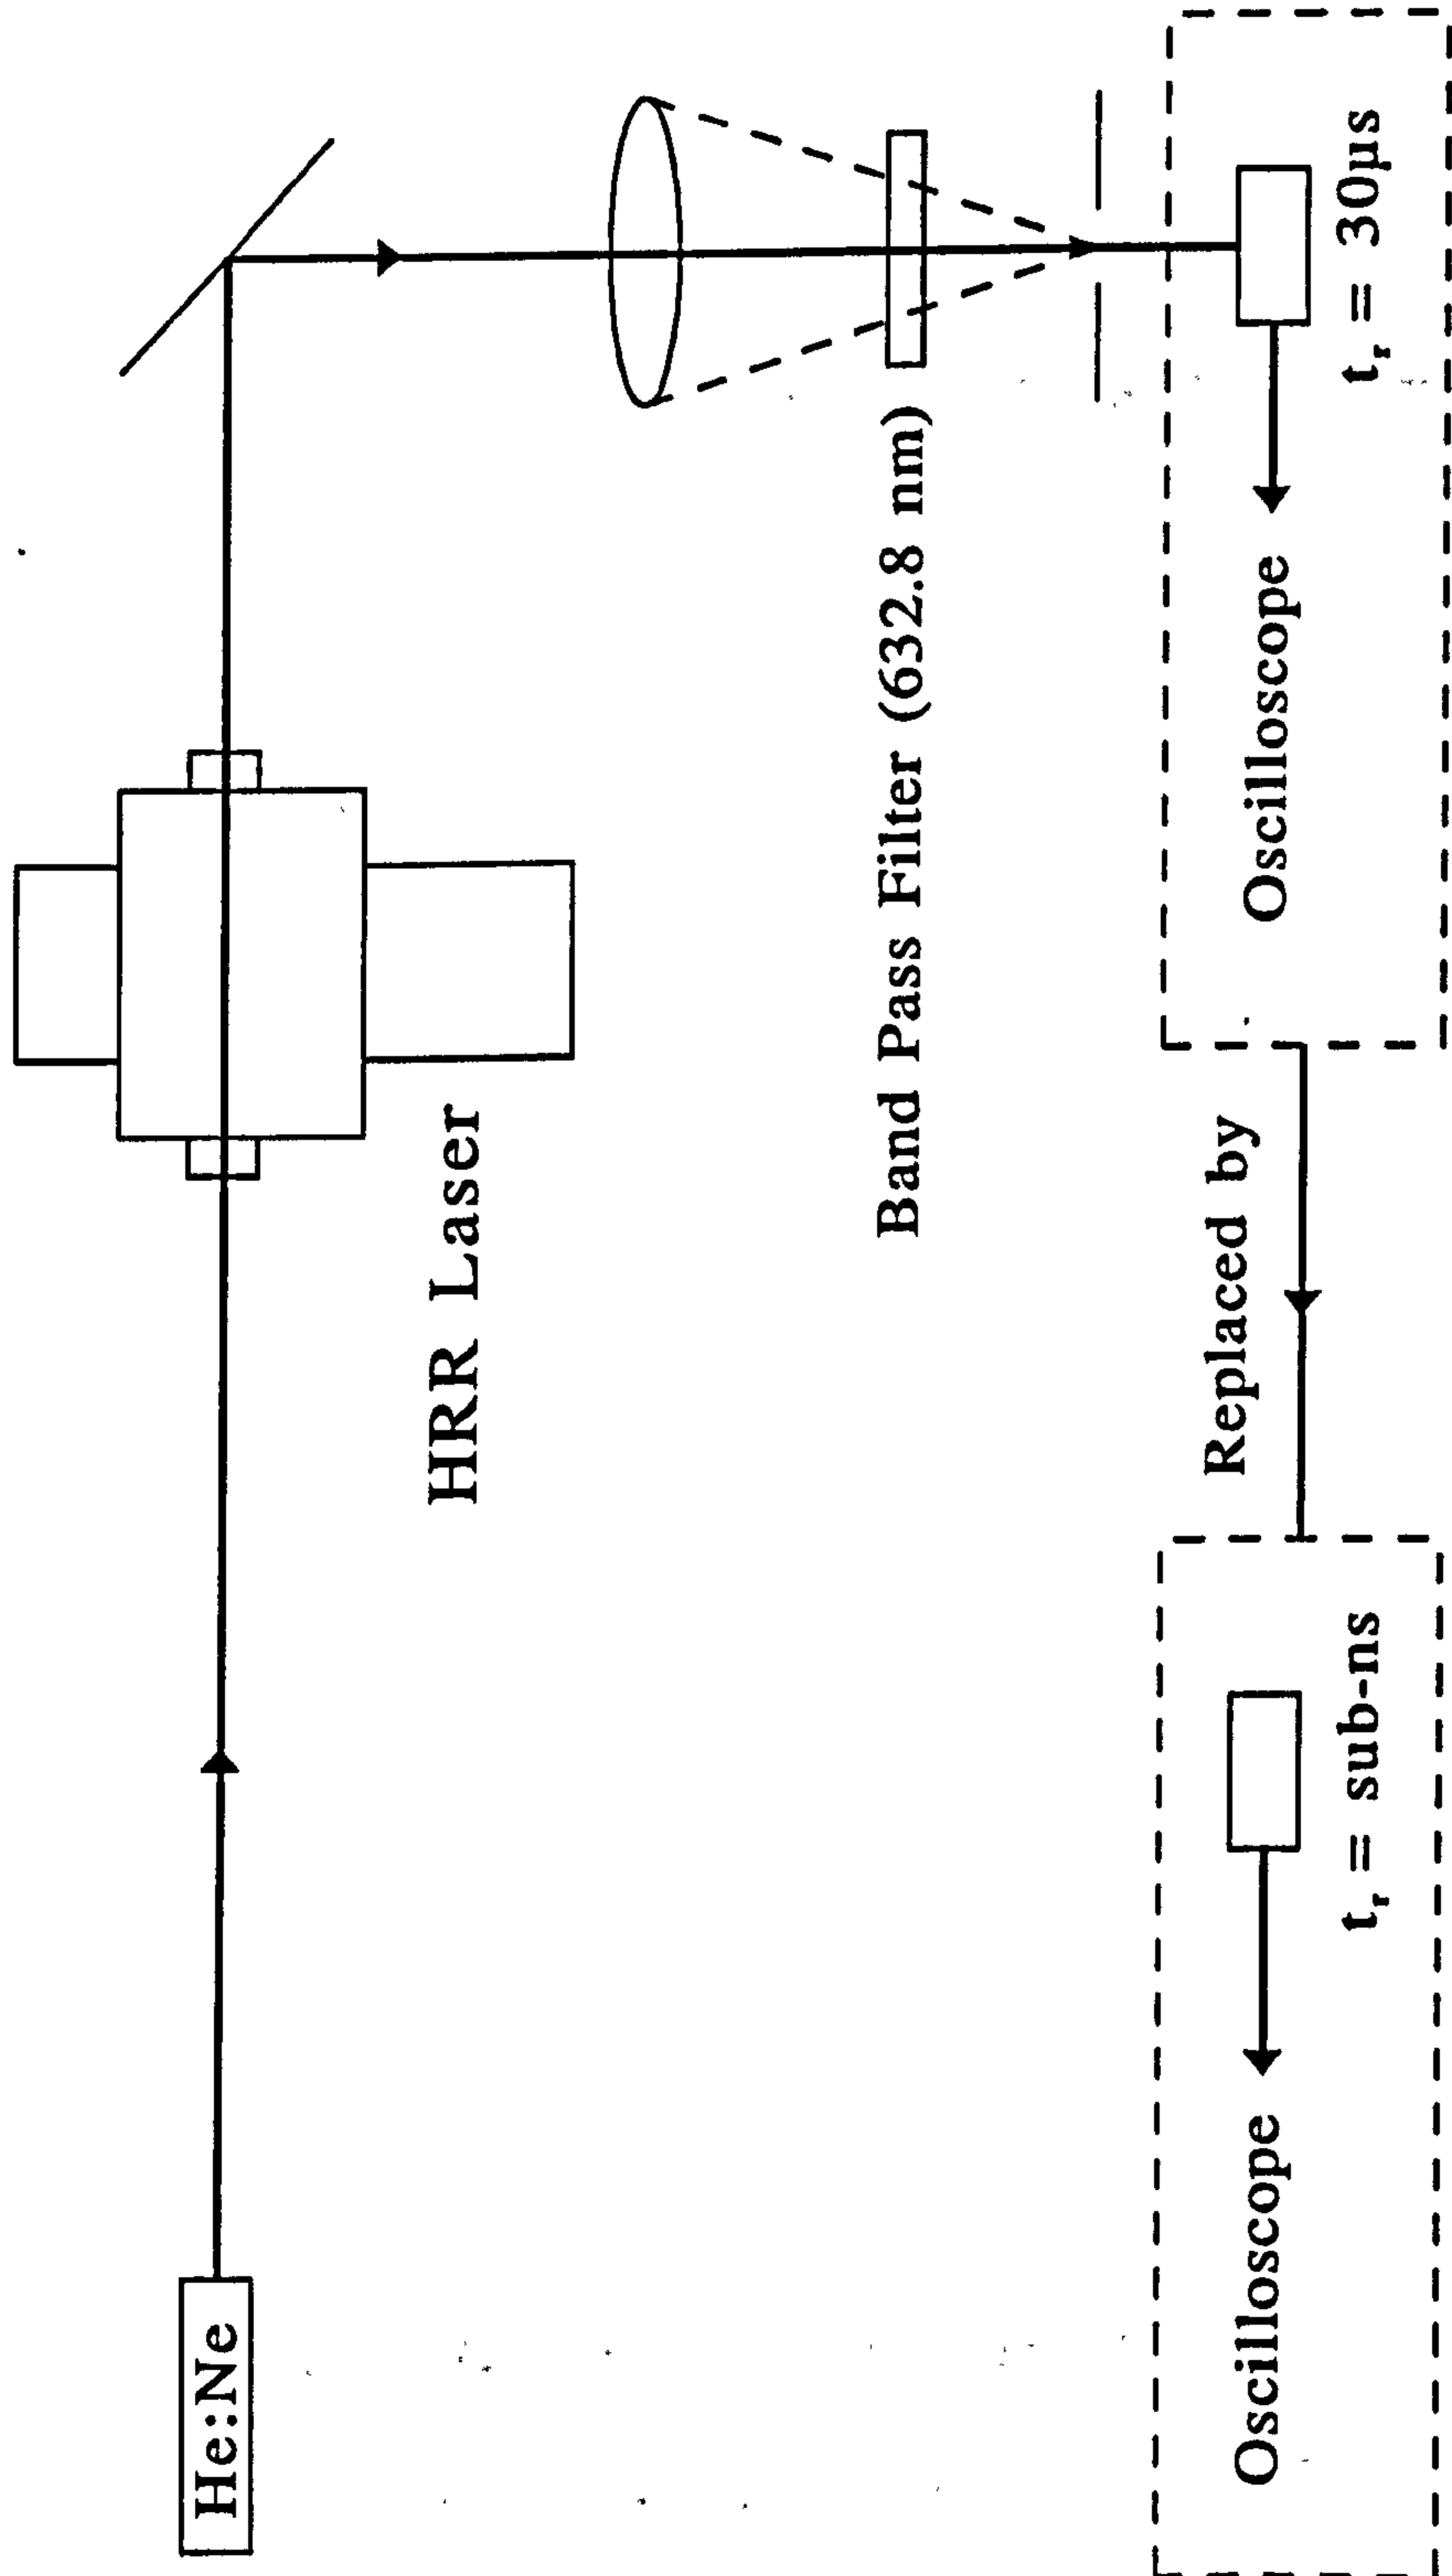 He:Ne
HRR Laser
Band Pass Filter (632.8 nm)
Replaced by
Oscilloscope
t_r = sub-ns
Oscilloscope
t_r = 30µs